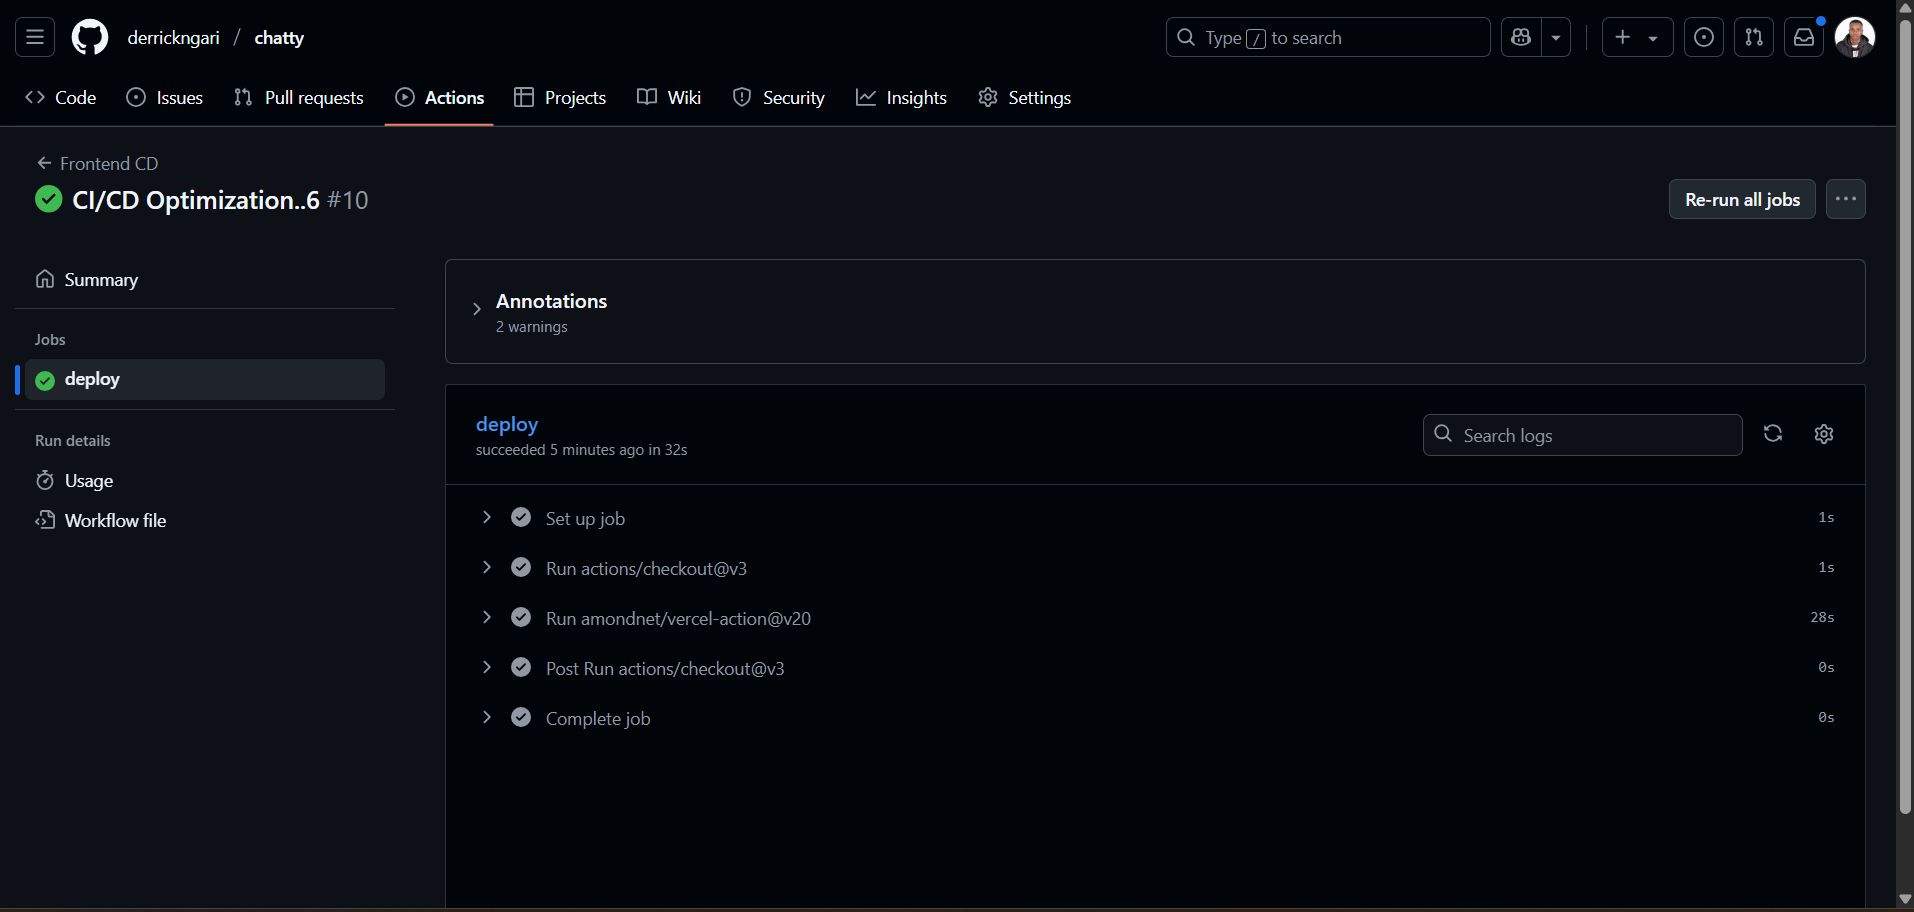 derrickngari / chatty
Type / to search
Code
Issues
Pull requests
Actions
Projects
Wiki
Security
Insights
Settings
Frontend CD
CI/CD Optimization..6 #10
Re-run all jobs
Summary
Jobs
deploy
Run details
Usage
Workflow file
Annotations
2 warnings
deploy
succeeded 5 minutes ago in 32s
Search logs
Set up job 1s
Run actions/checkout@v3 1s
Run amondnet/vercel-action@v20 28s
Post Run actions/checkout@v3 0s
Complete job 0s